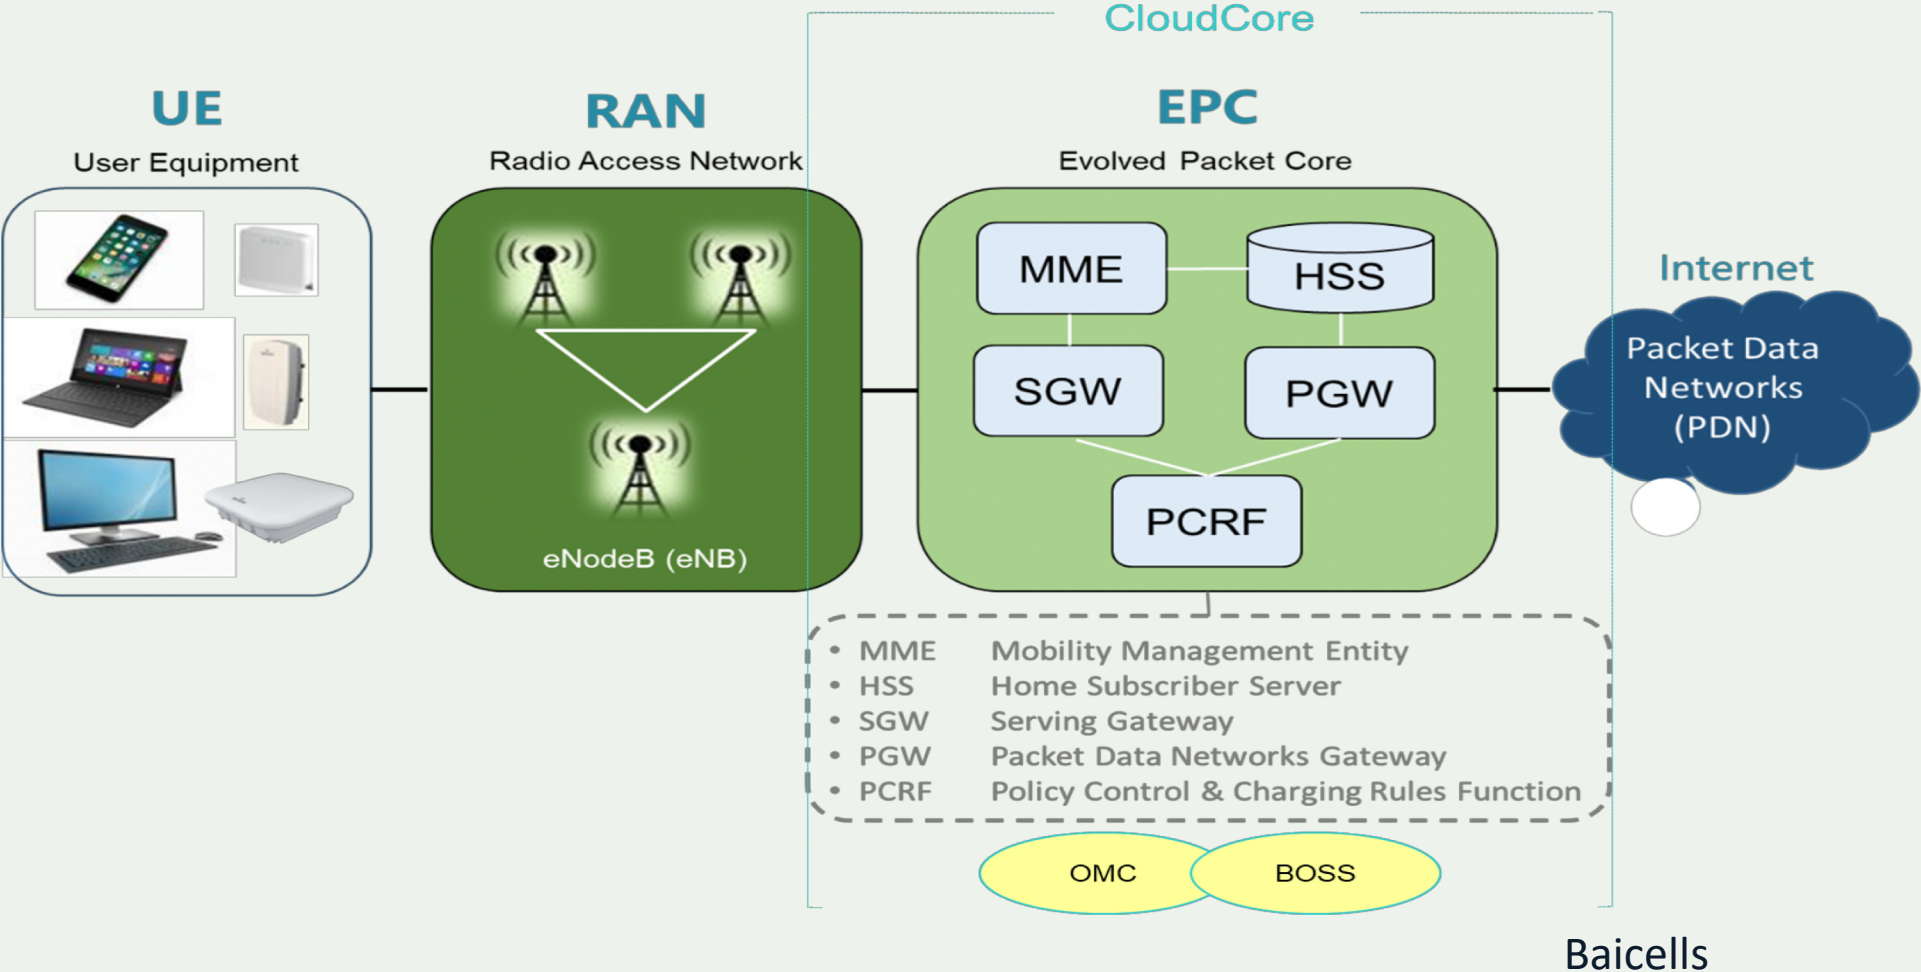 CloudCore
UE
User Equipment
RAN
Radio Access Network
eNodeB (eNB)
EPC
Evolved Packet Core
MME
HSS
SGW
PGW
PCRF
Internet
Packet Data
Networks
(PDN)
• MME Mobility Management Entity
• HSS Home Subscriber Server
• SGW Serving Gateway
• PGW Packet Data Networks Gateway
• PCRF Policy Control & Charging Rules Function
OMC
BOSS
Baicells